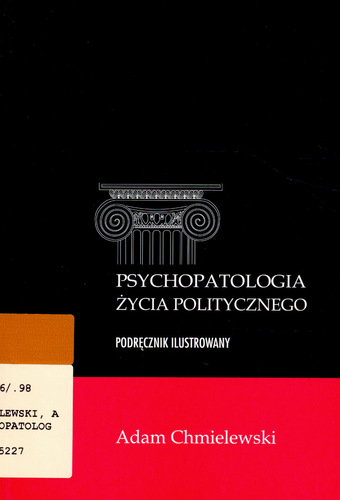 PSYCHOPATOLOGIA
ŻYCIA POLITYCZNEGO
PODRĘCZNIK ILUSTROWANY
6/.98
LEWSKI, A
OPATOLOG
5227
Adam Chmielewski